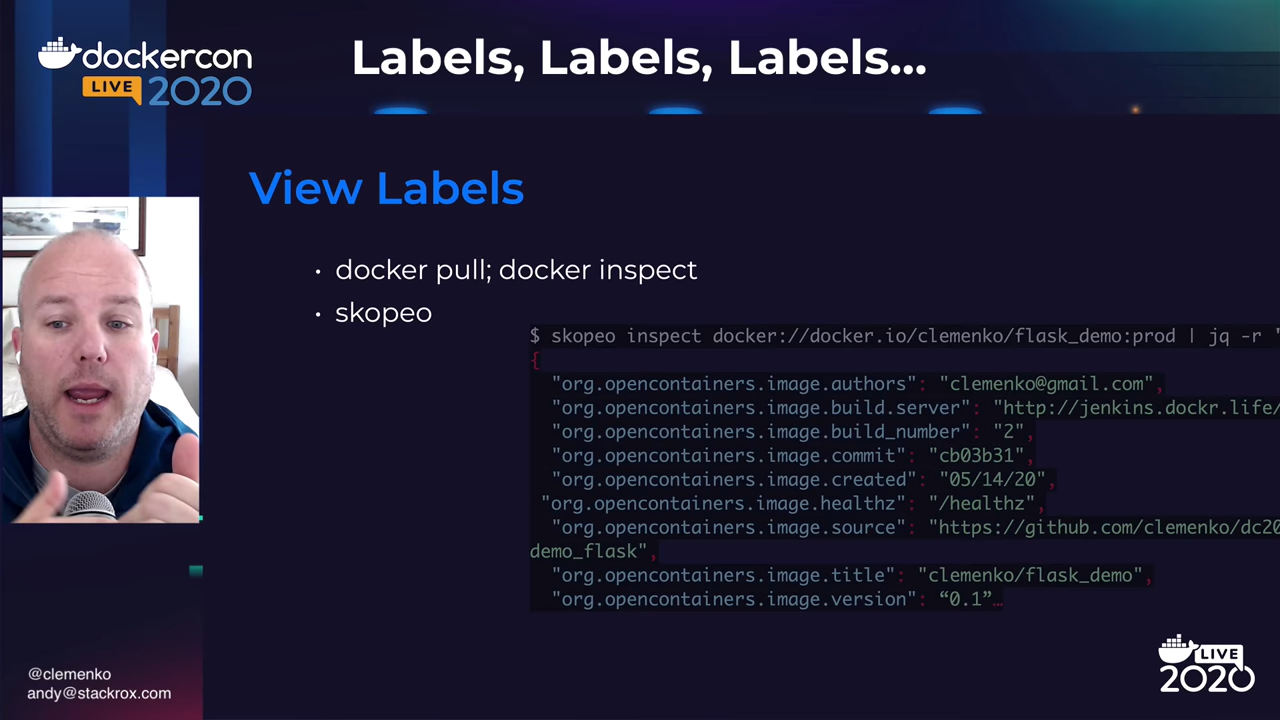 dockercon
LIVE 2020
Labels, Labels, Labels...
View Labels
• docker pull; docker inspect
• skopeo
$ skopeo inspect docker://docker.io/clemenko/flask_demo:prod | jq -r '
{
"org.opencontainers.image.authors": "clemenko@gmail.com",
"org.opencontainers.image.build.server": "http://jenkins.dockr.life/
"org.opencontainers.image.build_number": "2",
"org.opencontainers.image.commit": "cb03b31",
"org.opencontainers.image.created": "05/14/20",
"org.opencontainers.image.healthz": "/healthz",
"org.opencontainers.image.source": "https://github.com/clemenko/dc20
demo_flask",
"org.opencontainers.image.title": "clemenko/flask_demo",
"org.opencontainers.image.version": “0.1”…
@clemenko
andy@stackrox.com
LIVE
2020